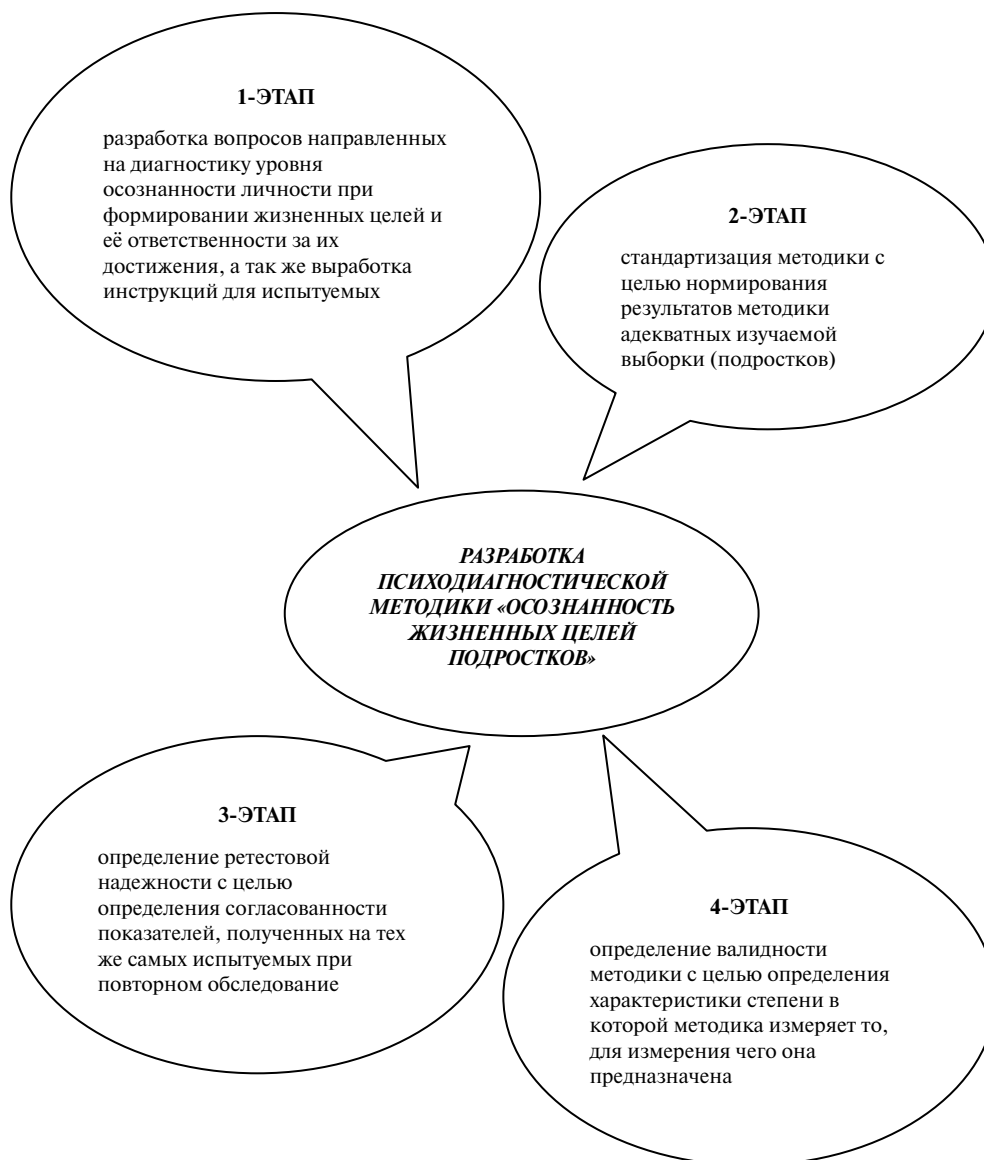 1-ЭТАП
разработка вопросов направленных
на диагностику уровня
осознанности личности при
формировании жизненных целей и
её ответственности за их
достижения, а так же выработка
инструкций для испытуемых
2-ЭТАП
стандартизация методики с
целью нормирования
результатов методики
адекватных изучаемой
выборки (подростков)
РАЗРАБОТКА
ПСИХОДИАГНОСТИЧЕСКОЙ
МЕТОДИКИ «ОСОЗНАННОСТЬ
ЖИЗНЕННЫХ ЦЕЛЕЙ
ПОДРОСТКОВ»
3-ЭТАП
определение ретестовой
надежности с целью
определения согласованности
показателей, полученных на тех
же самых испытуемых при
повторном обследование
4-ЭТАП
определение валидности
методики с целью определения
характеристики степени в
которой методика измеряет то,
для измерения чего она
предназначена